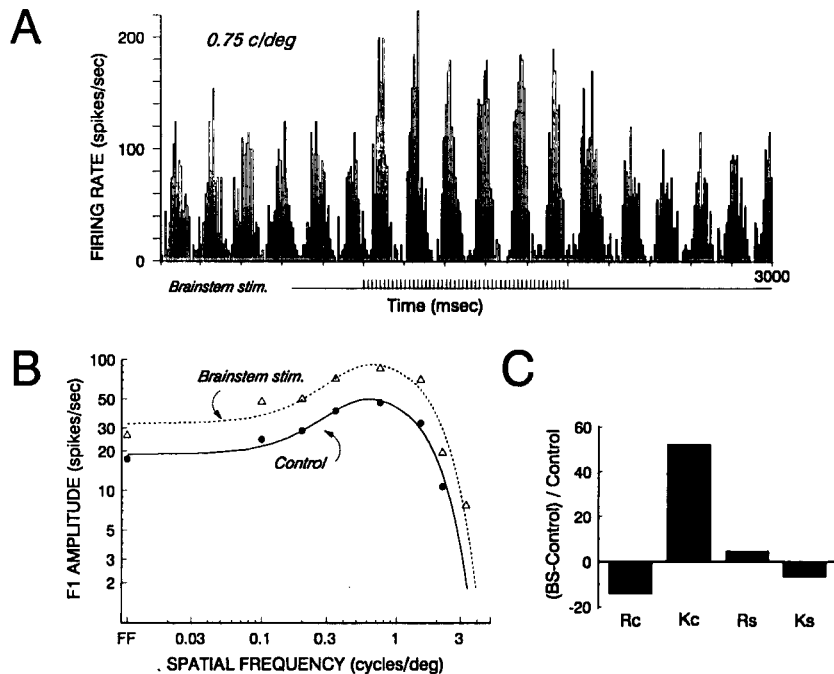 A
0.75 c/deg
FIRING RATE (spikes/sec)
200
100
0
3000
Brainstem stim.
Time (msec)
B
F1 AMPLITUDE (spikes/sec)
100
50
30
20
10
5
3
2
Brainstem stim.
Control
FF
0.03
0.1
0.3
1
3
. SPATIAL FREQUENCY (cycles/deg)
C
(BS-Control) / Control
60
40
20
0
-20
Rc
Kc
Rs
Ks